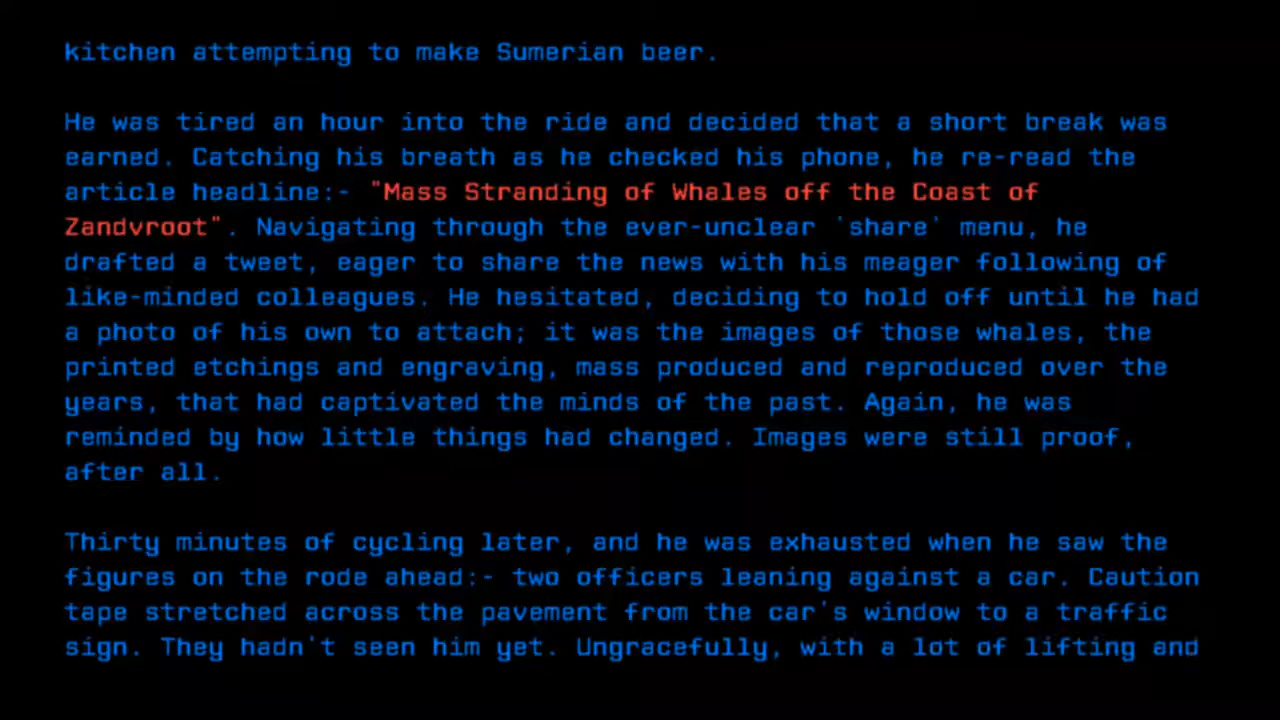 kitchen attempting to make Sumerian beer.
He was tired an hour into the ride and decided that a short break was
earned. Catching his breath as he checked his phone, he re-read the
article headline:- "Mass Stranding of Whales off the Coast of
Zandvroot". Navigating through the ever-unclear 'share' menu, he
drafted a tweet, eager to share the news with his meager following of
like-minded colleagues. He hesitated, deciding to hold off until he had
a photo of his own to attach; it was the images of those whales, the
printed etchings and engraving, mass produced and reproduced over the
years, that had captivated the minds of the past. Again, he was
reminded by how little things had changed. Images were still proof,
after all.
Thirty minutes of cycling later, and he was exhausted when he saw the
figures on the rode ahead:- two officers leaning against a car. Caution
tape stretched across the pavement from the car's window to a traffic
sign. They hadn't seen him yet. Ungracefully, with a lot of lifting and